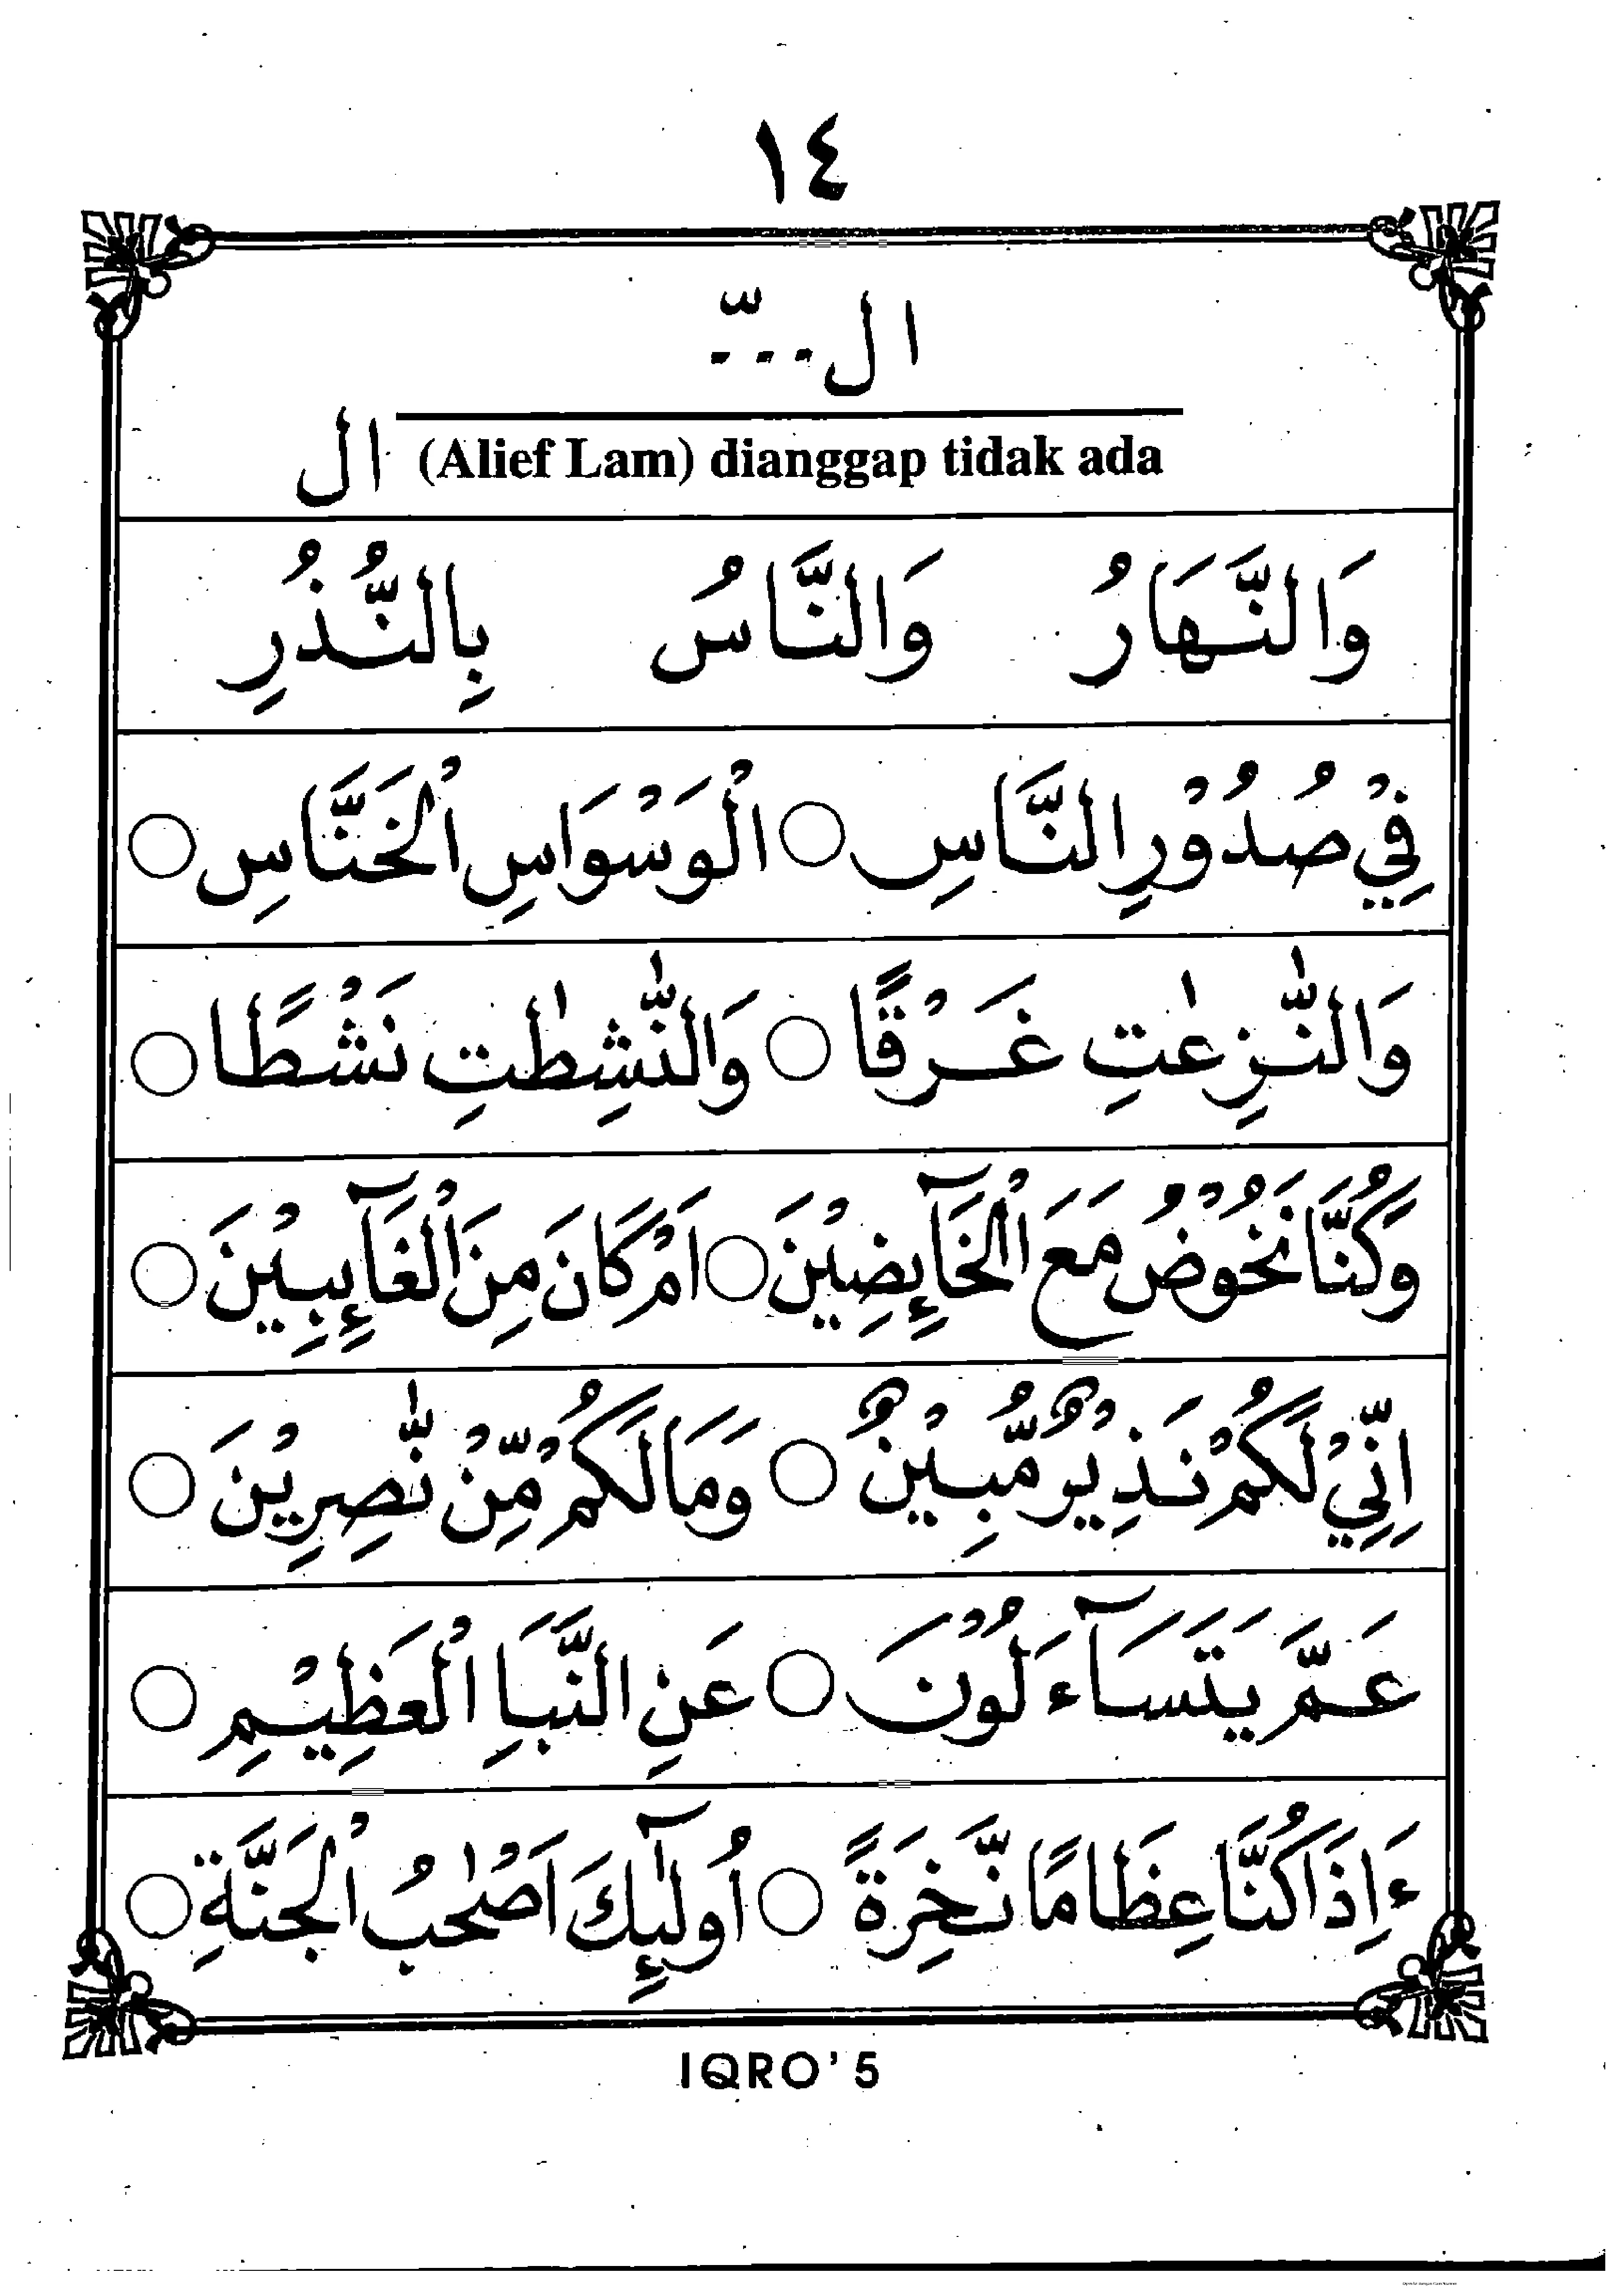 ١٤
ا ل--- ّ
ال (Alief Lam) dianggap tidak ada
وَالنَّهَارُ وَالنَّاسُ بِالنُّذُرِ
فِيْ صُدُوْرِ النَّاسِ ○ الْوَسْوَاسِ الْخَنَّاسِ ○
وَالنّٰزِعٰتِ غَرْقًا ○ وَالنّٰشِطٰتِ نَشْطًا ○
وَكُنَّا نَخُوْضُ مَعَ الْخَآئِضِيْنَ ○ اَمْ كَانَ مِنَ الْغَآئِبِيْنَ ○
اِنِّيْ لَكُمْ نَذِيْرٌ مُّبِيْنٌ ○ وَمَا لَكُمْ مِّنْ نّٰصِرِيْنَ ○
عَمَّ يَتَسَآءَلُوْنَ ○ عَنِ النَّبَاِ الْعَظِيْمِ ○
ءَاِذَا كُنَّا عِظَامًا نَّخِرَةً ○ اُولٰٓئِكَ اَصْحٰبُ الْجَنَّةِ ○
IQRO’5